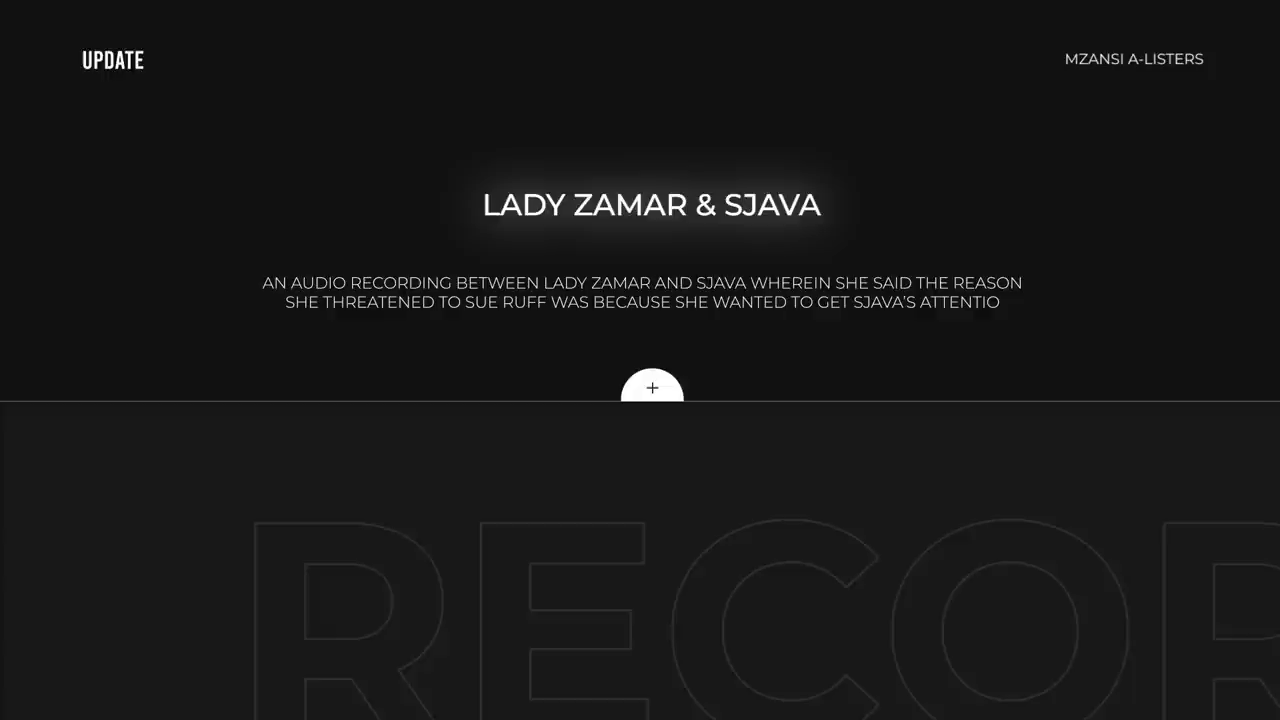 UPDATE
MZANSI A-LISTERS
LADY ZAMAR & SJAVA
AN AUDIO RECORDING BETWEEN LADY ZAMAR AND SJAVA WHEREIN SHE SAID THE REASON
SHE THREATENED TO SUE RUFF WAS BECAUSE SHE WANTED TO GET SJAVA'S ATTENTIO
+
RECOR